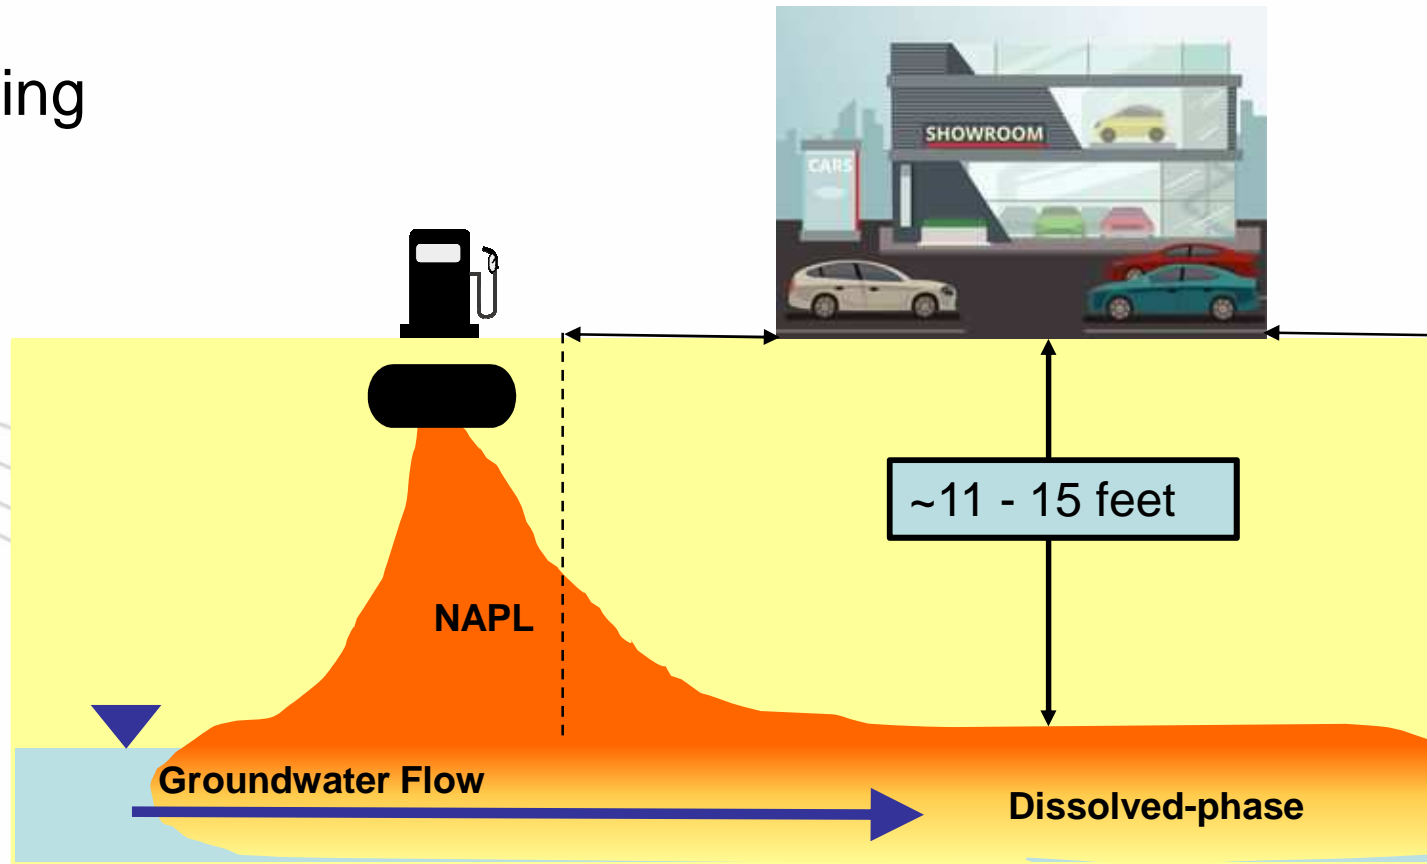 ing
SHOWROOM
CARS
~11 - 15 feet
NAPL
Groundwater Flow
Dissolved-phase